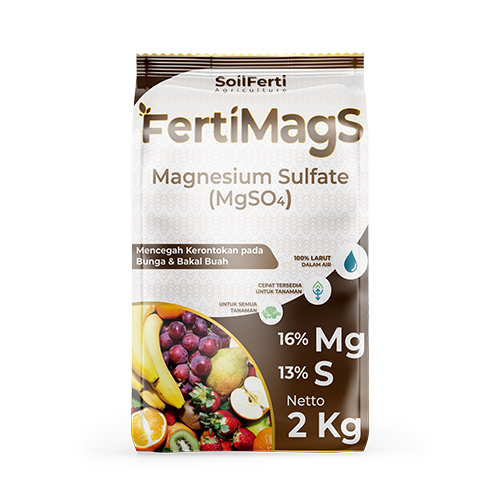 SoilFerti
Agriculture
FertiMagS
Magnesium Sulfate
(MgSO₄)
Mencegah Kerontokan pada
Bunga & Bakal Buah
100% LARUT
DALAM AIR
CEPAT TERSEDIA
UNTUK TANAMAN
UNTUK SEMUA
TANAMAN
16% Mg
13% S
Netto
2 Kg